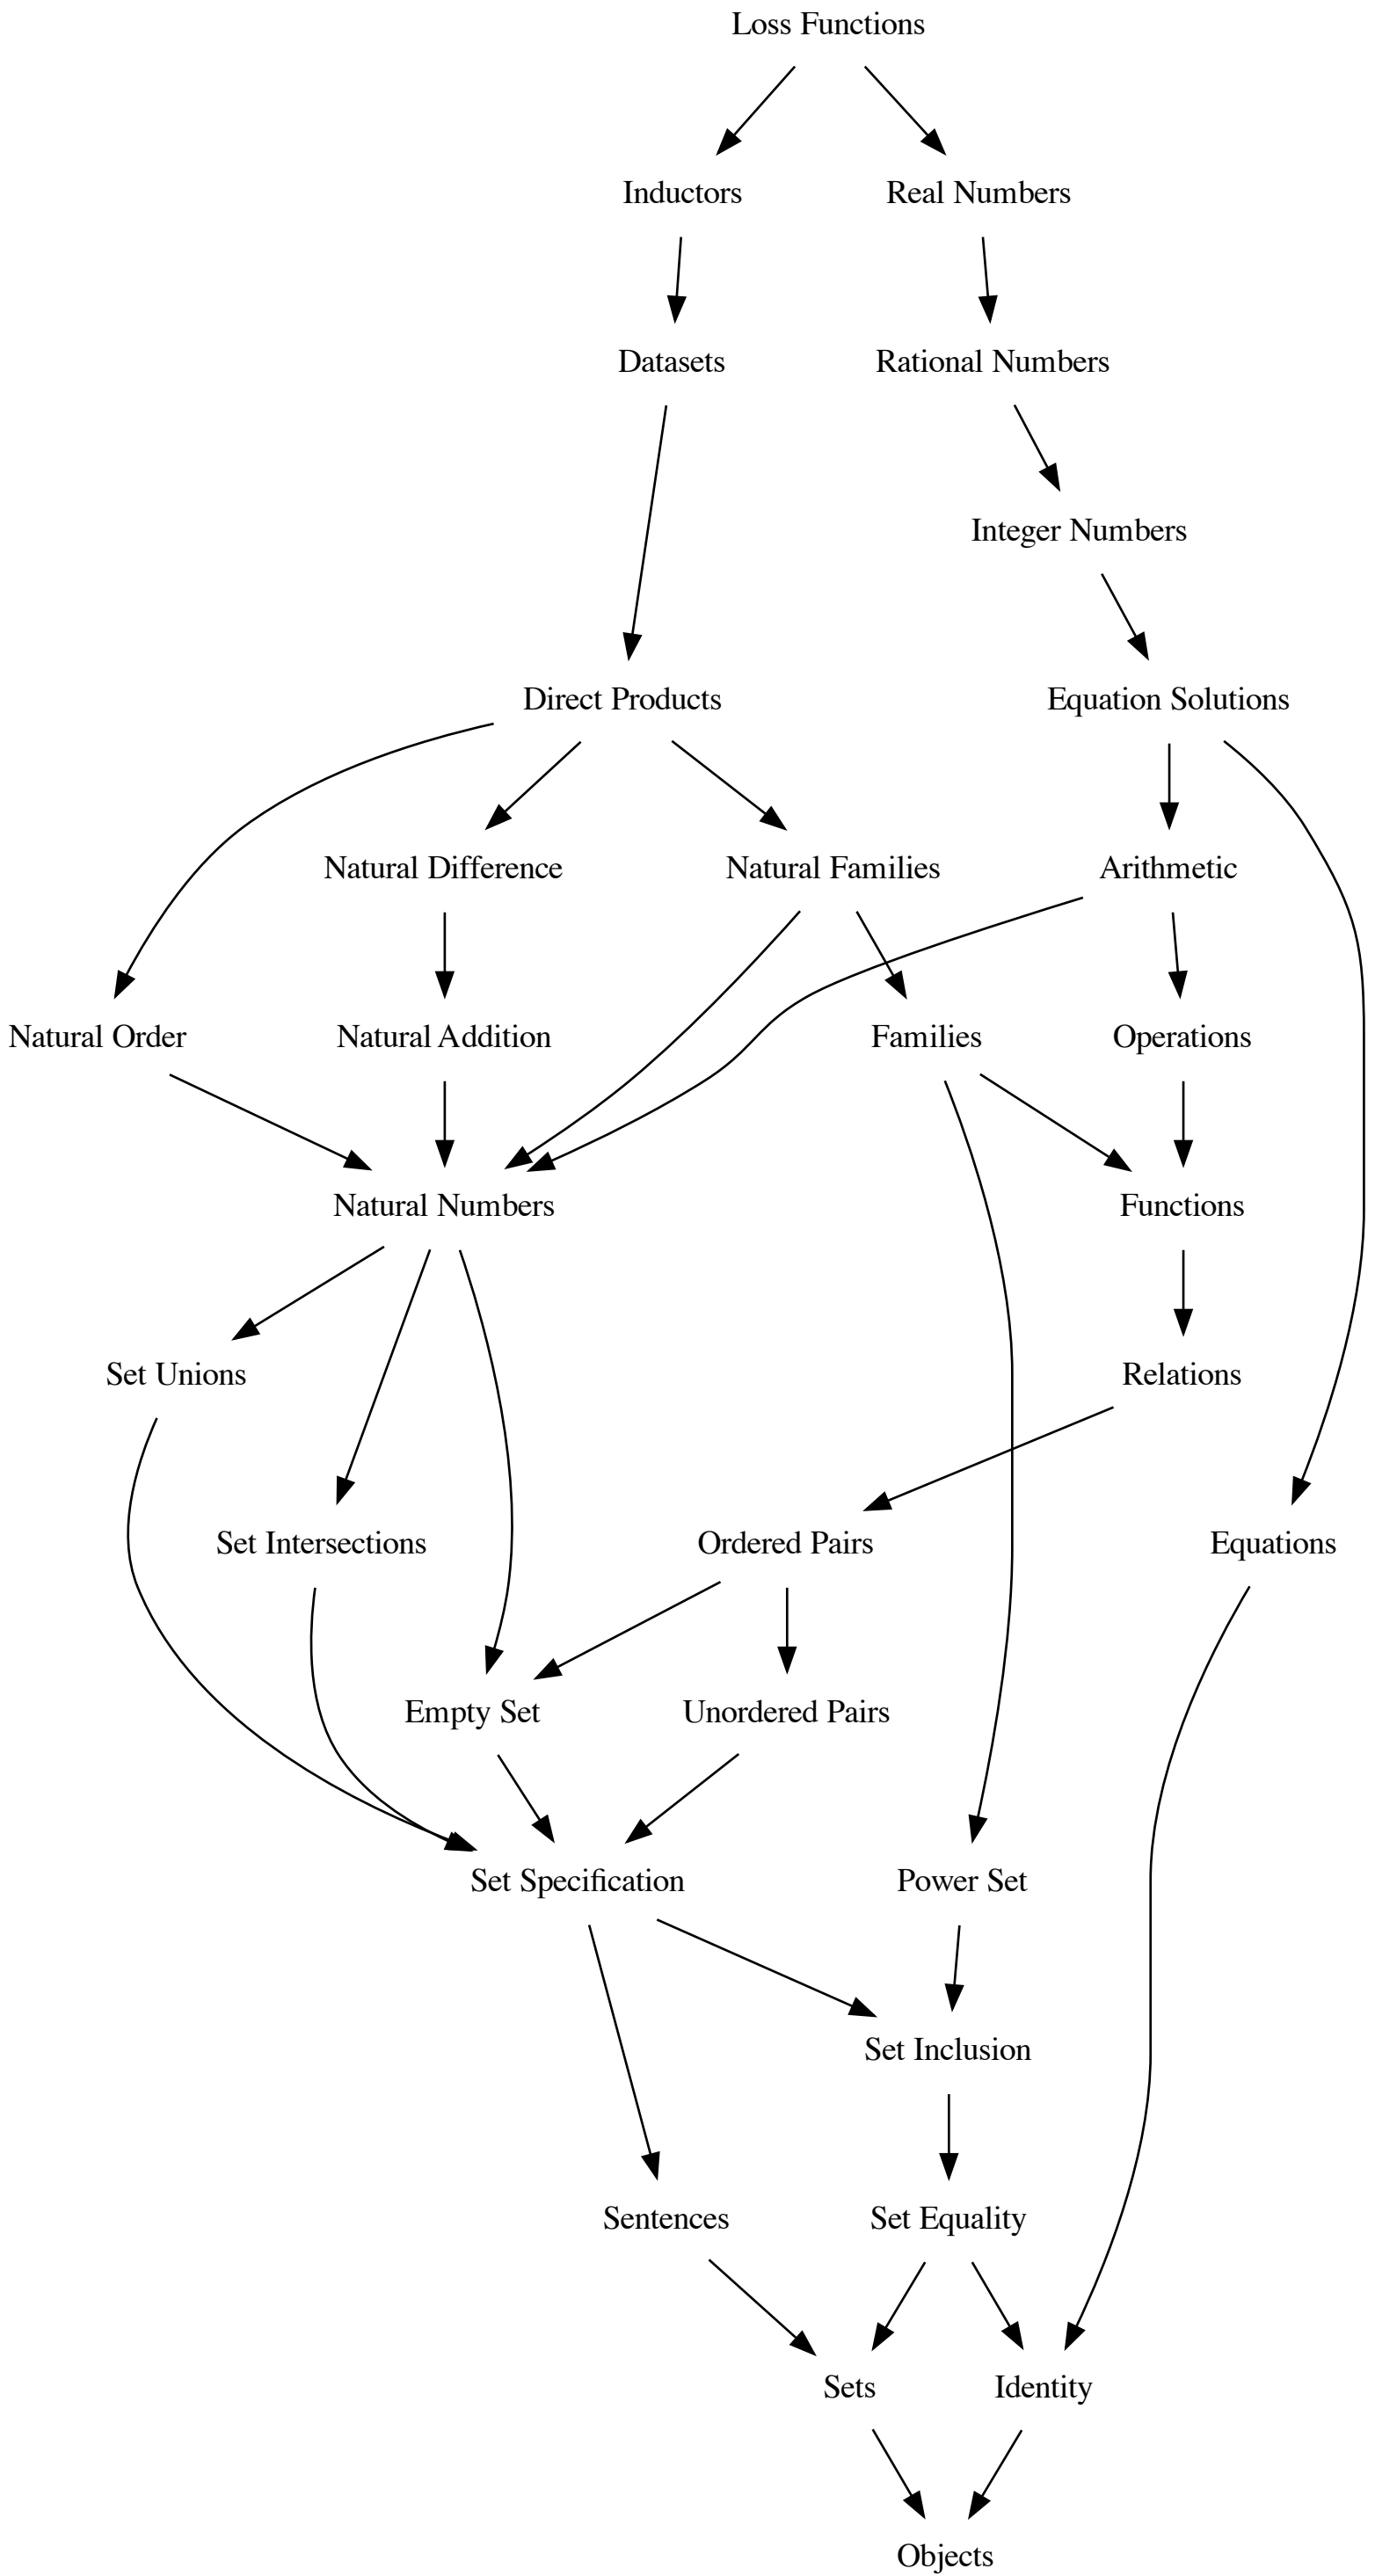 Loss Functions
Inductors
Real Numbers
Datasets
Rational Numbers
Integer Numbers
Direct Products
Equation Solutions
Natural Difference
Natural Families
Arithmetic
Natural Order
Natural Addition
Families
Operations
Natural Numbers
Functions
Set Unions
Relations
Set Intersections
Ordered Pairs
Equations
Empty Set
Unordered Pairs
Set Specification
Power Set
Set Inclusion
Sentences
Set Equality
Sets
Identity
Objects